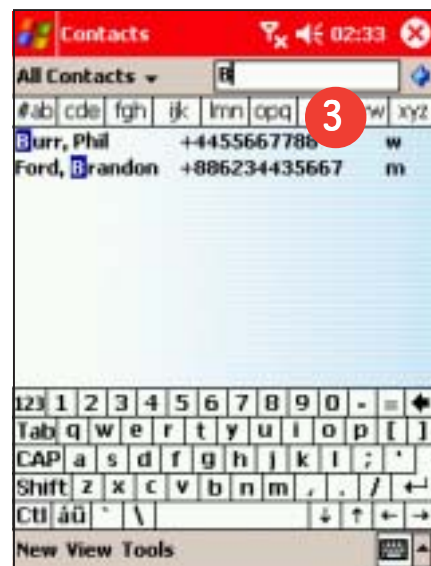 Contacts 02:33
All Contacts B
#ab cde fgh ijk lmn opq w xyz
3
Burr, Phil +4455667788 w
Ford, Brandon +886234435667 m
123 1 2 3 4 5 6 7 8 9 0 - =
Tab q w e r t y u i o p [ ]
CAP a s d f g h j k l ; '
Shift z x c v b n m , . /
Ctl áü ` \
New View Tools